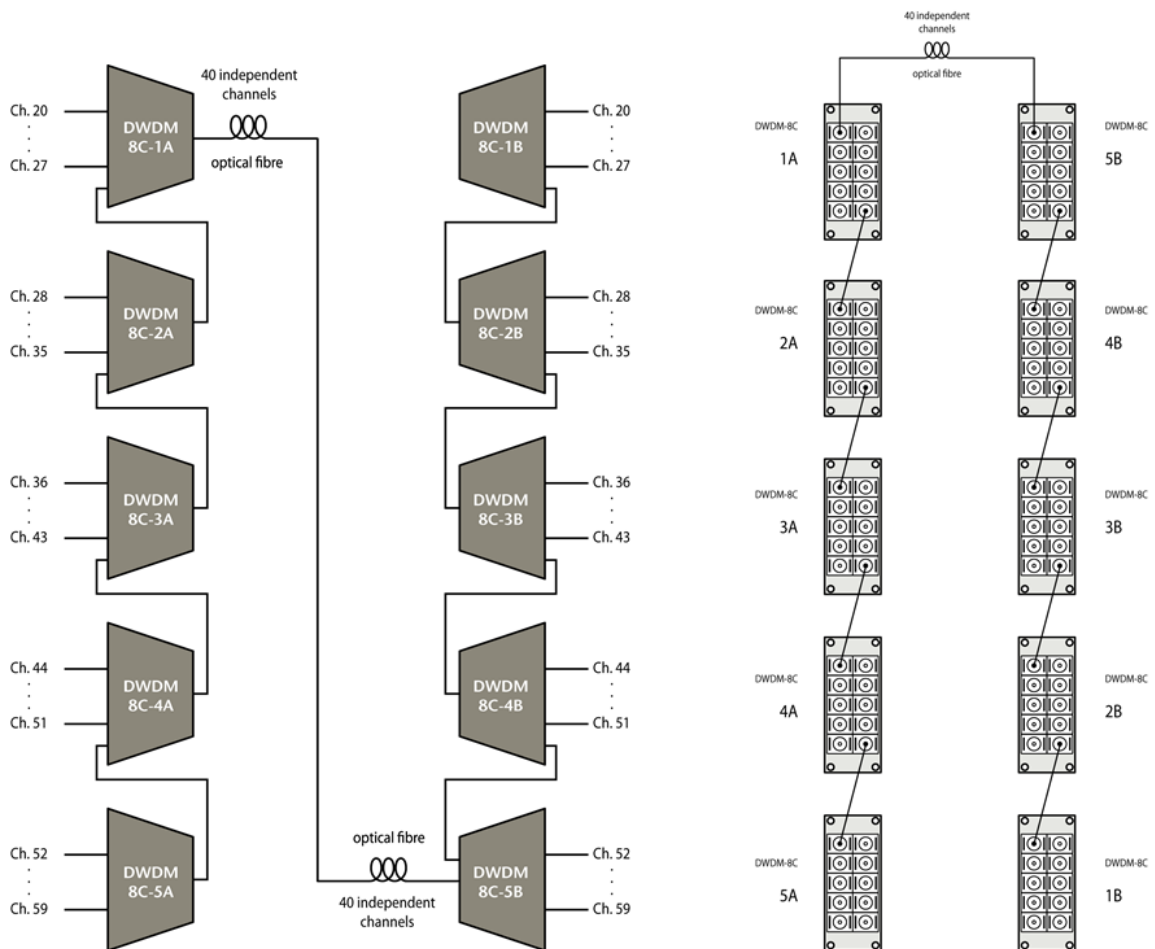 40 independent
channels
optical fibre
Ch. 20
Ch. 27
DWDM
8C-1A
Ch. 28
Ch. 35
DWDM
8C-2A
Ch. 36
Ch. 43
DWDM
8C-3A
Ch. 44
Ch. 51
DWDM
8C-4A
Ch. 52
Ch. 59
DWDM
8C-5A
DWDM
8C-1B
Ch. 20
Ch. 27
DWDM
8C-2B
Ch. 28
Ch. 35
DWDM
8C-3B
Ch. 36
Ch. 43
DWDM
8C-4B
Ch. 44
Ch. 51
optical fibre
40 independent
channels
DWDM
8C-5B
Ch. 52
Ch. 59
40 independent
channels
optical fibre
DWDM-8C
1A
DWDM-8C
2A
DWDM-8C
3A
DWDM-8C
4A
DWDM-8C
5A
DWDM-8C
5B
DWDM-8C
4B
DWDM-8C
3B
DWDM-8C
2B
DWDM-8C
1B